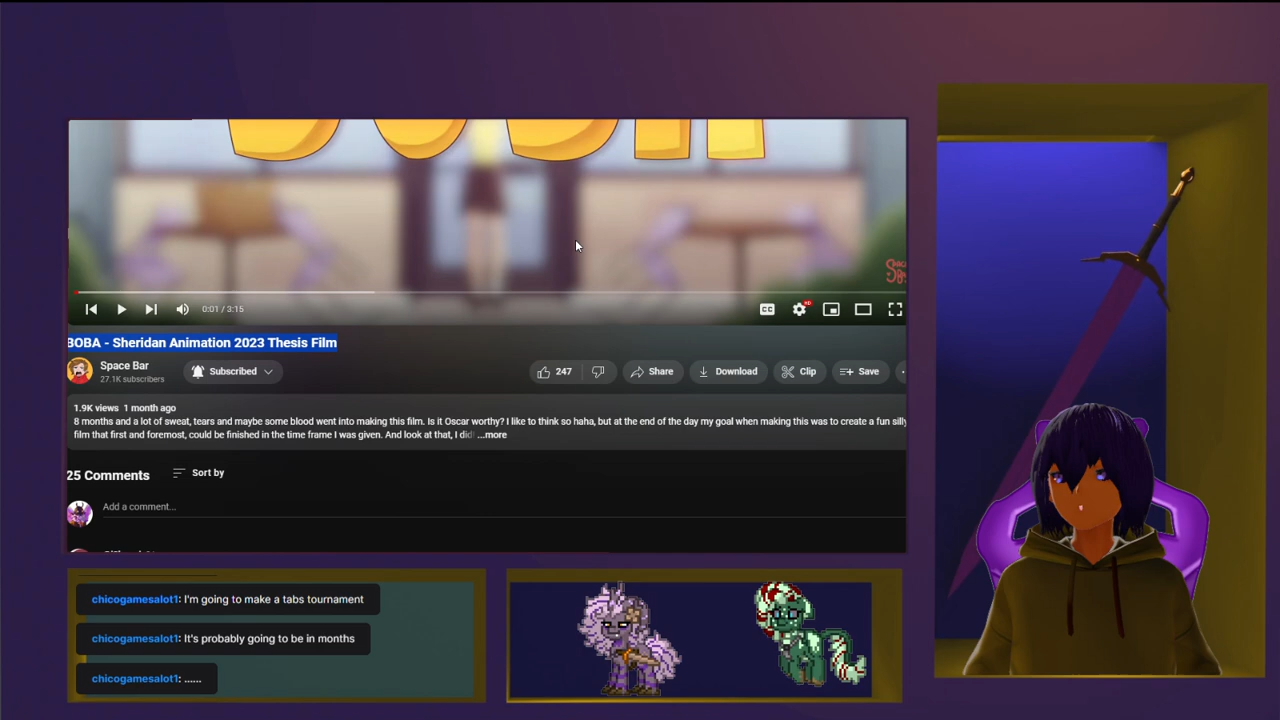 BOBA
SPACE BAR
0:01 / 3:15
CC
HD
BOBA - Sheridan Animation 2023 Thesis Film
Space Bar
27.1K subscribers
Subscribed
247
Share
Download
Clip
Save
1.9K views 1 month ago
8 months and a lot of sweat, tears and maybe some blood went into making this film. Is it Oscar worthy? I like to think so haha, but at the end of the day my goal when making this was to create a fun silly
film that first and foremost, could be finished in the time frame I was given. And look at that, I did! ...more
25 Comments
Sort by
Add a comment...
chicogamesalot1: I'm going to make a tabs tournament
chicogamesalot1: It's probably going to be in months
chicogamesalot1: ......